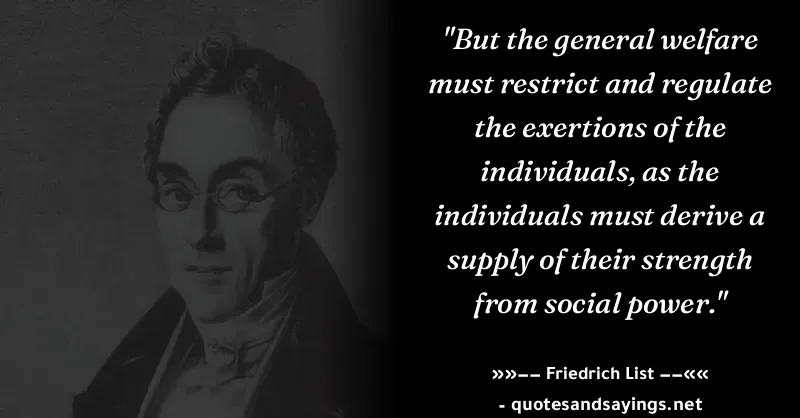 "But the general welfare
must restrict and regulate
the exertions of the
individuals, as the
individuals must derive a
supply of their strength
from social power."
»»−− Friedrich List −−««
- quotesandsayings.net